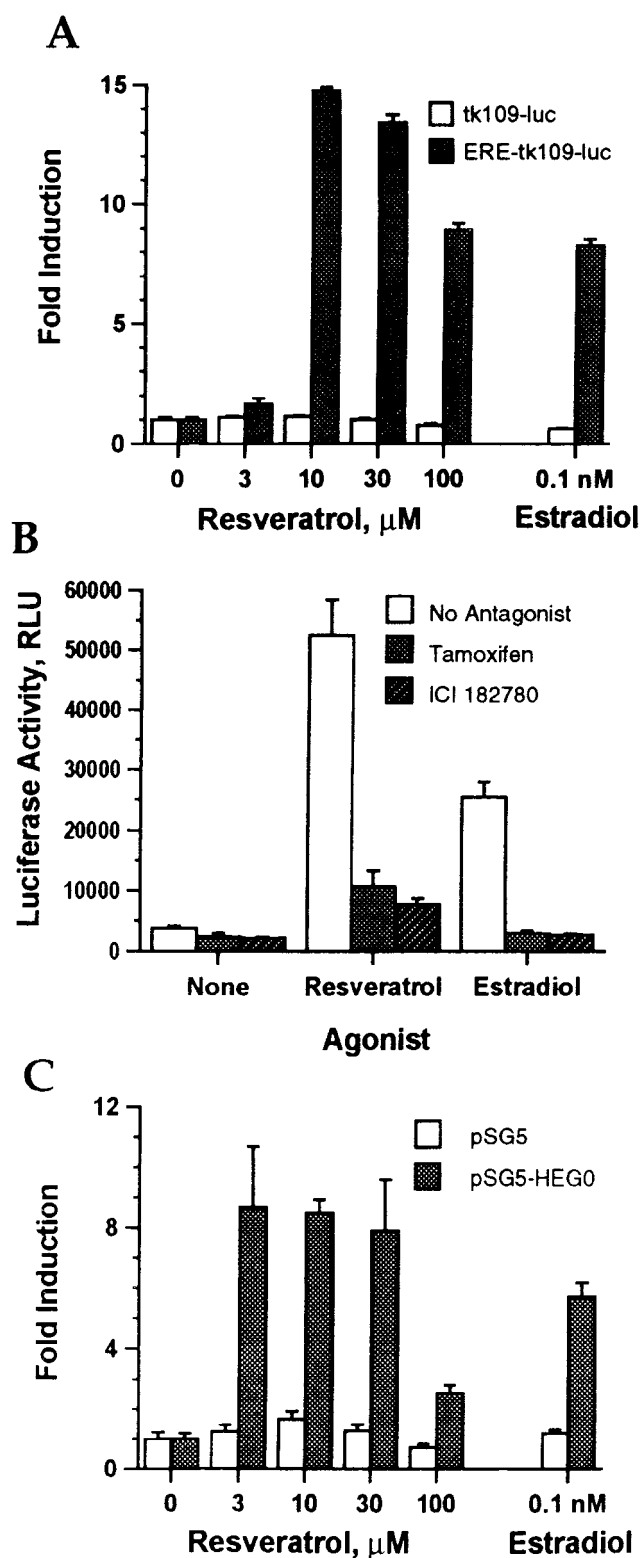 A
15
10
5
0
Fold Induction
tk109-luc
ERE-tk109-luc
0 3 10 30 100 0.1 nM
Resveratrol, μM Estradiol
B
60000
50000
40000
30000
20000
10000
0
Luciferase Activity, RLU
No Antagonist
Tamoxifen
ICI 182780
None Resveratrol Estradiol
Agonist
C
12
8
4
0
Fold Induction
pSG5
pSG5-HEG0
0 3 10 30 100 0.1 nM
Resveratrol, μM Estradiol